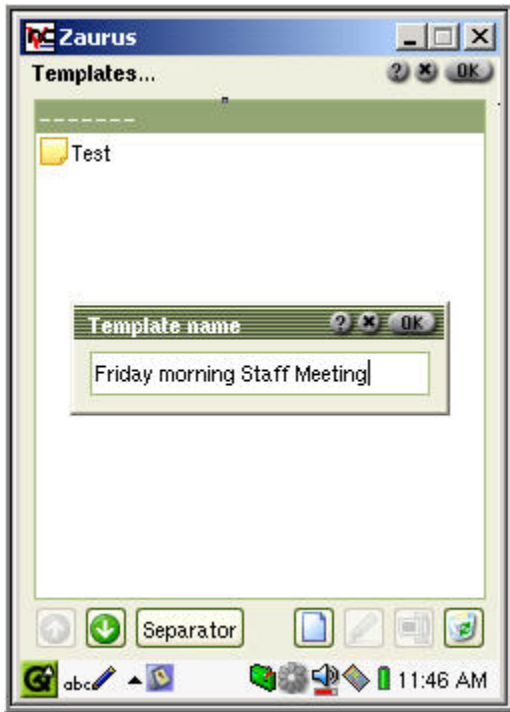 Zaurus
Templates...
? OK
-------
Test
Template name
? OK
Friday morning Staff Meeting
Separator
abc
11:46 AM